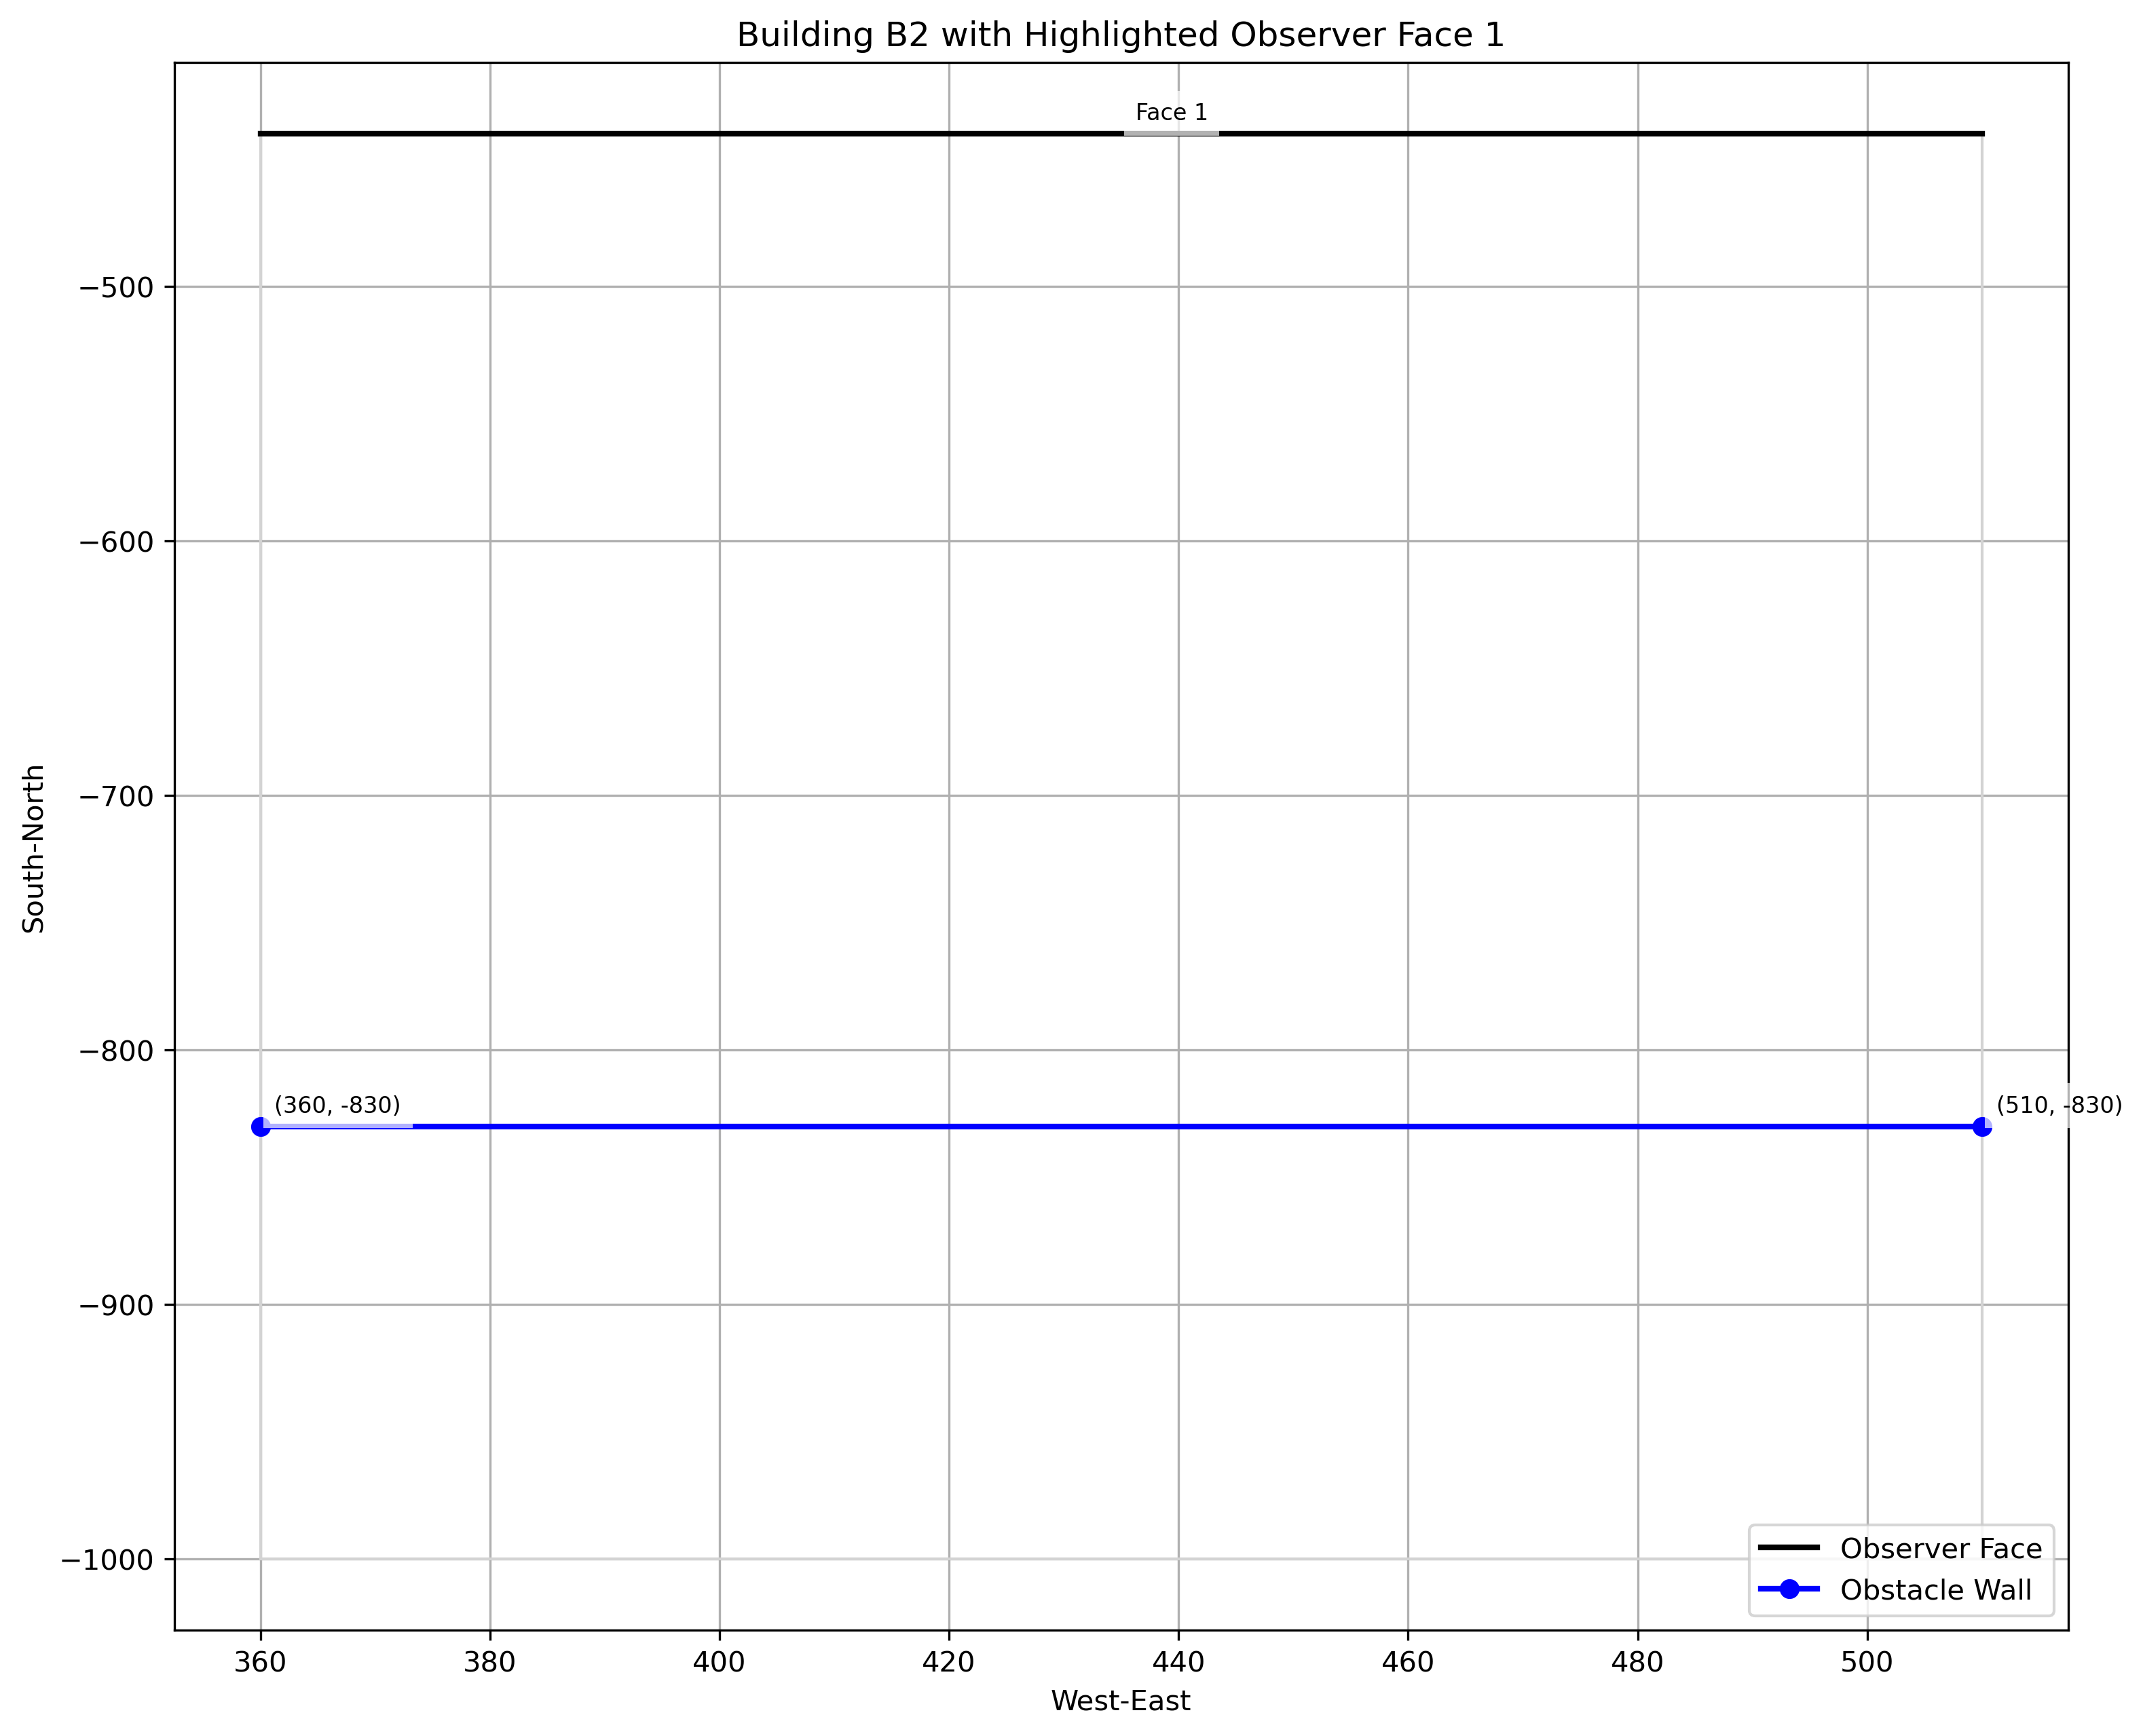 Building B2 with Highlighted Observer Face 1
Face 1
−500
−600
−700
−800
(360, -830)
(510, -830)
−900
−1000
South-North
Observer Face
Obstacle Wall
360
380
400
420
440
460
480
500
West-East